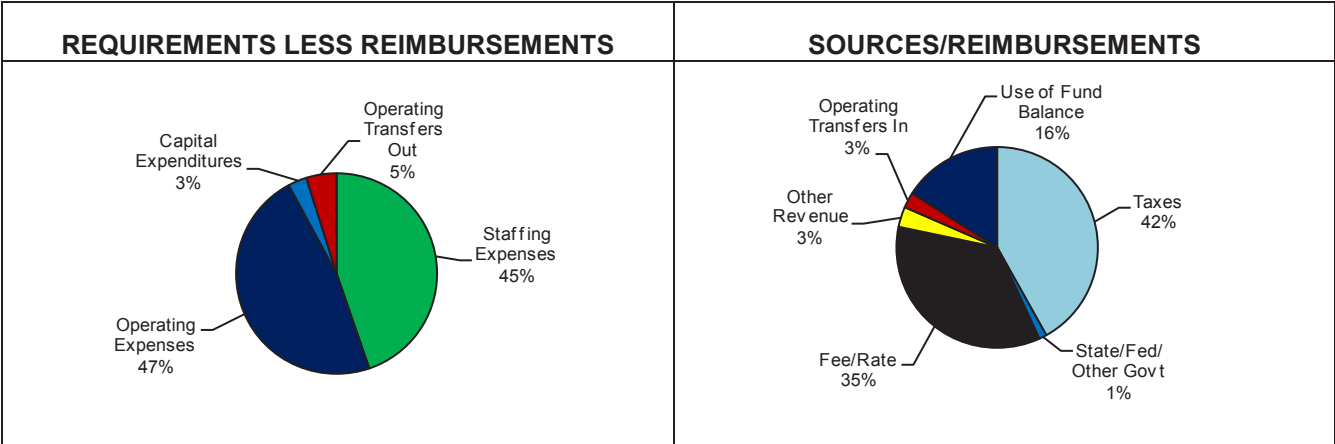 REQUIREMENTS LESS REIMBURSEMENTS
Operating
Transfers
Out
5%
Capital
Expenditures
3%
Staffing
Expenses
45%
Operating
Expenses
47%
SOURCES/REIMBURSEMENTS
Use of Fund
Balance
16%
Operating
Transfers In
3%
Other
Revenue
3%
Taxes
42%
Fee/Rate
35%
State/Fed/
Other Govt
1%